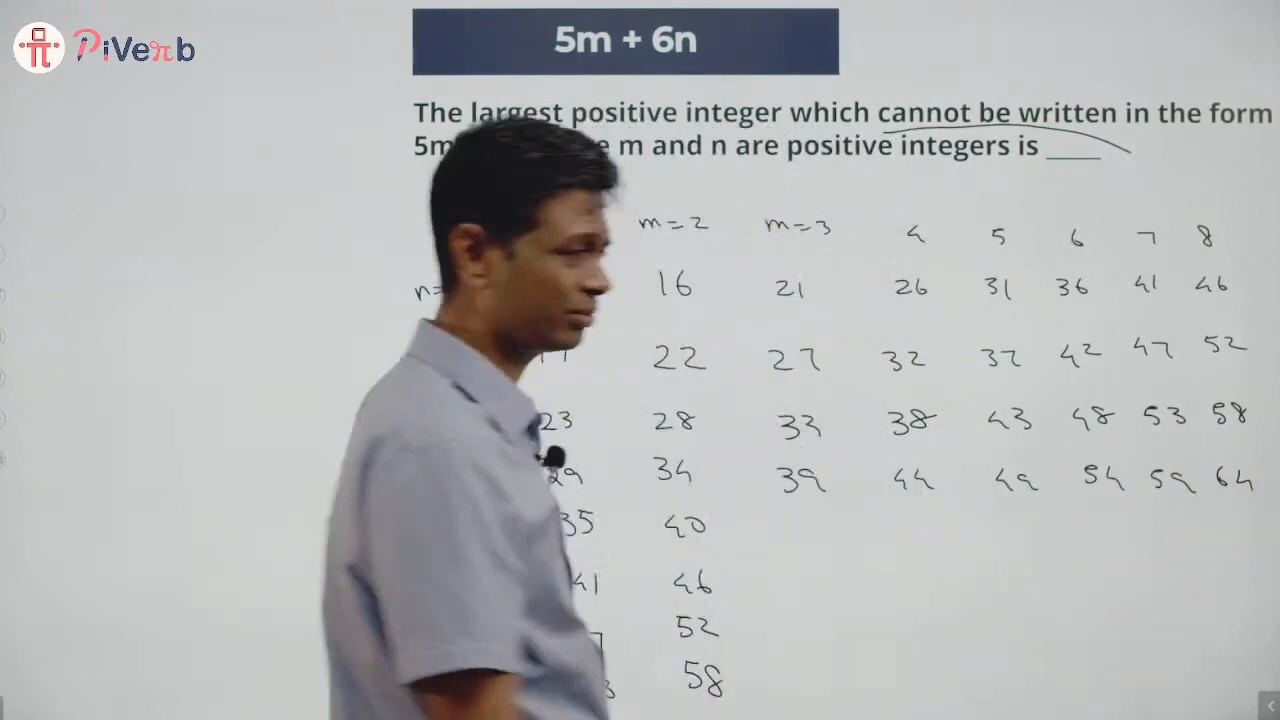 PiVerb
5m + 6n
The largest positive integer which cannot be written in the form
5m m and n are positive integers is ____
m=2 m=3 4 5 6 7 8
n= 16 21 26 31 36 41 46
22 27 32 37 42 47 52
23 28 33 38 43 48 53 58
29 34 39 44 49 54 59 64
35 40
41 46
52
58